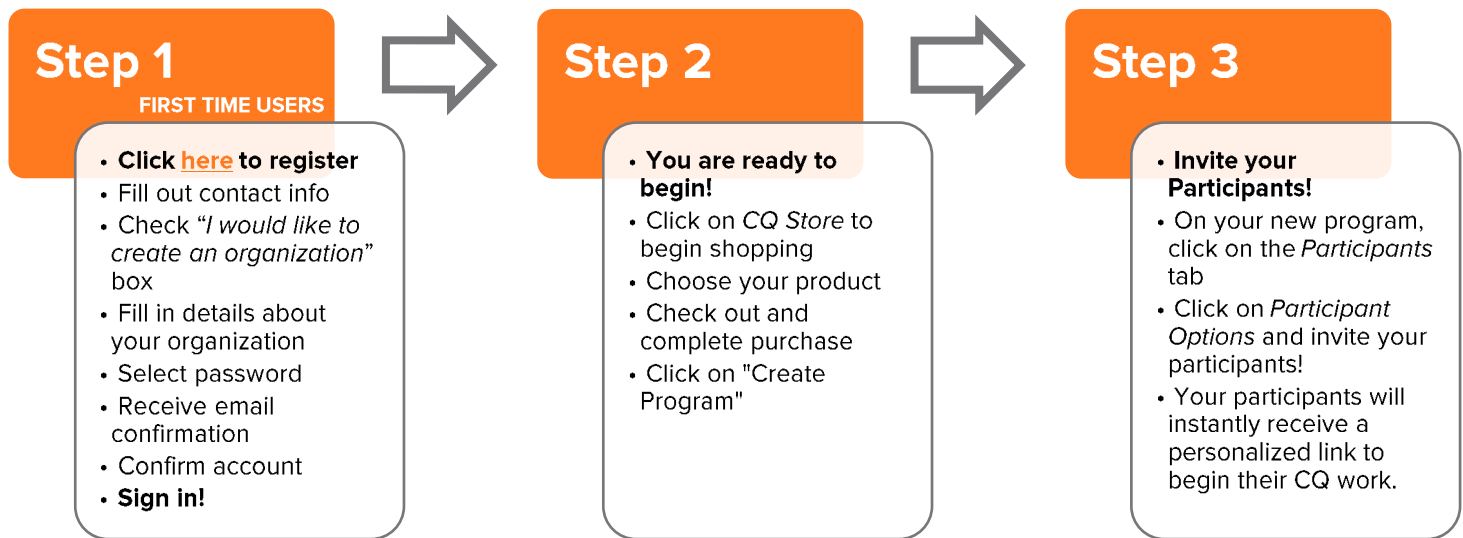 Step 1
FIRST TIME USERS
• Click here to register
• Fill out contact info
• Check “I would like to
create an organization”
box
• Fill in details about
your organization
• Select password
• Receive email
confirmation
• Confirm account
• Sign in!
Step 2
• You are ready to
begin!
• Click on CQ Store to
begin shopping
• Choose your product
• Check out and
complete purchase
• Click on "Create
Program"
Step 3
• Invite your
Participants!
• On your new program,
click on the Participants
tab
• Click on Participant
Options and invite your
participants!
• Your participants will
instantly receive a
personalized link to
begin their CQ work.